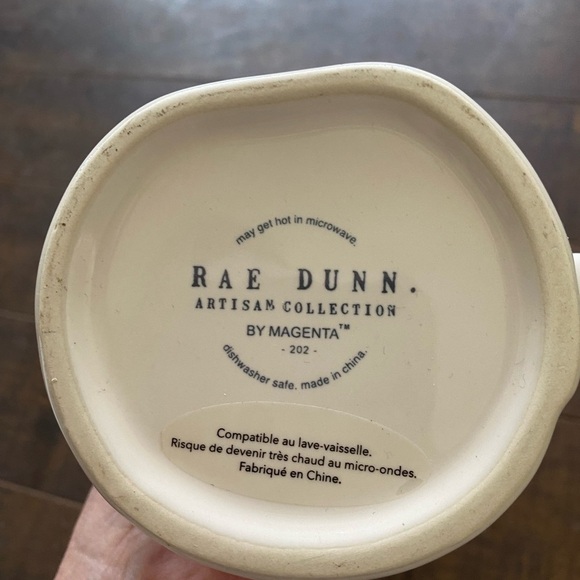 may get hot in microwave.
RAE DUNN.
ARTISAN COLLECTION
BY MAGENTA™
- 202 -
dishwasher safe. made in china.
Compatible au lave-vaisselle.
Risque de devenir très chaud au micro-ondes.
Fabriqué en Chine.